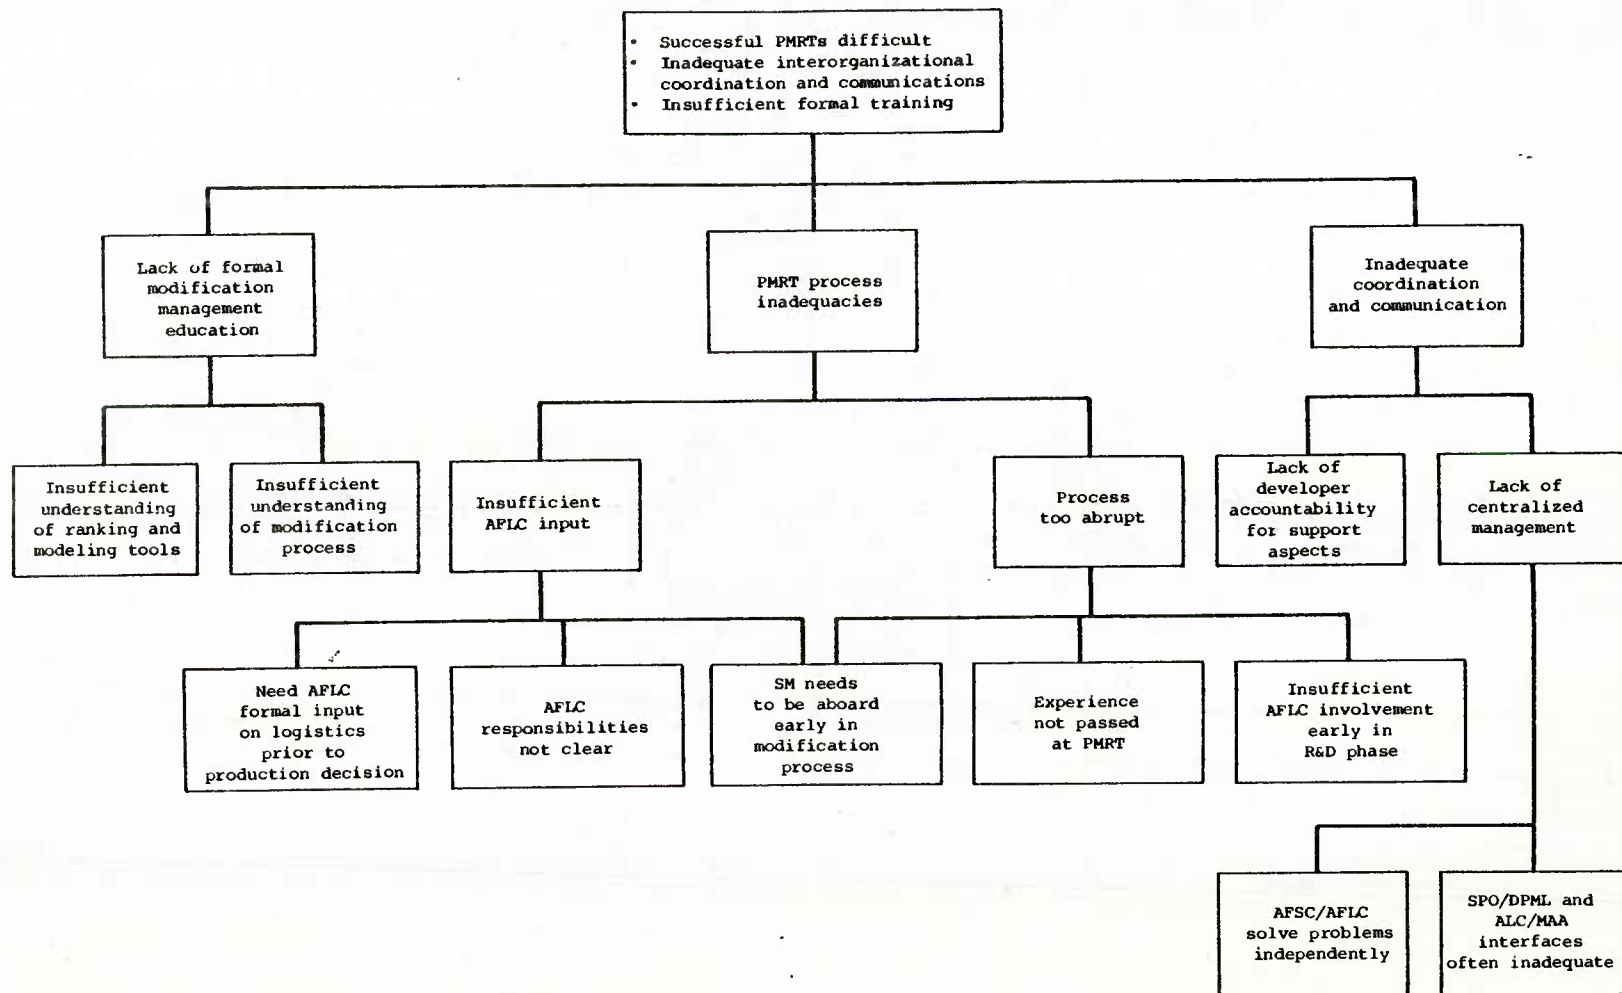 • Successful PMRTs difficult
• Inadequate interorganizational
coordination and communications
• Insufficient formal training
Lack of formal
modification
management
education
PMRT process
inadequacies
Inadequate
coordination
and communication
Insufficient
understanding
of ranking and
modeling tools
Insufficient
understanding
of modification
process
Insufficient
AFLC input
Process
too abrupt
Lack of
developer
accountability
for support
aspects
Lack of
centralized
management
Need AFLC
formal input
on logistics
prior to
production decision
AFLC
responsibilities
not clear
SM needs
to be aboard
early in
modification
process
Experience
not passed
at PMRT
Insufficient
AFLC involvement
early in
R&D phase
AFSC/AFLC
solve problems
independently
SPO/DPML and
ALC/MAA
interfaces
often inadequate